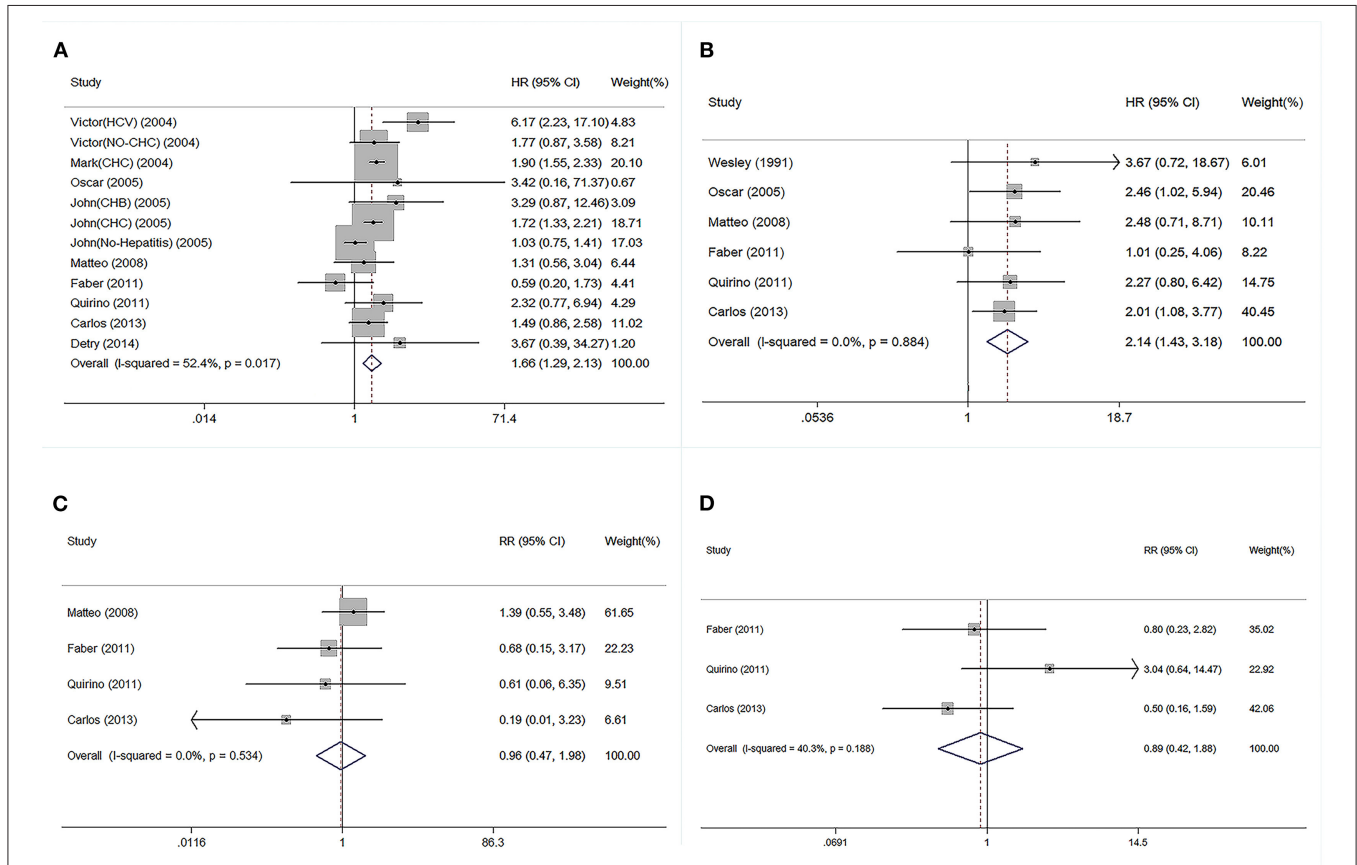 A
Study HR (95% CI) Weight(%)
Victor(HCV) (2004) 6.17 (2.23, 17.10) 4.83
Victor(NO-CHC) (2004) 1.77 (0.87, 3.58) 8.21
Mark(CHC) (2004) 1.90 (1.55, 2.33) 20.10
Oscar (2005) 3.42 (0.16, 71.37) 0.67
John(CHB) (2005) 3.29 (0.87, 12.46) 3.09
John(CHC) (2005) 1.72 (1.33, 2.21) 18.71
John(No-Hepatitis) (2005) 1.03 (0.75, 1.41) 17.03
Matteo (2008) 1.31 (0.56, 3.04) 6.44
Faber (2011) 0.59 (0.20, 1.73) 4.41
Quirino (2011) 2.32 (0.77, 6.94) 4.29
Carlos (2013) 1.49 (0.86, 2.58) 11.02
Detry (2014) 3.67 (0.39, 34.27) 1.20
Overall (I-squared = 52.4%, p = 0.017) 1.66 (1.29, 2.13) 100.00
.014 1 71.4
B
Study HR (95% CI) Weight(%)
Wesley (1991) 3.67 (0.72, 18.67) 6.01
Oscar (2005) 2.46 (1.02, 5.94) 20.46
Matteo (2008) 2.48 (0.71, 8.71) 10.11
Faber (2011) 1.01 (0.25, 4.06) 8.22
Quirino (2011) 2.27 (0.80, 6.42) 14.75
Carlos (2013) 2.01 (1.08, 3.77) 40.45
Overall (I-squared = 0.0%, p = 0.884) 2.14 (1.43, 3.18) 100.00
.0536 1 18.7
C
Study RR (95% CI) Weight(%)
Matteo (2008) 1.39 (0.55, 3.48) 61.65
Faber (2011) 0.68 (0.15, 3.17) 22.23
Quirino (2011) 0.61 (0.06, 6.35) 9.51
Carlos (2013) 0.19 (0.01, 3.23) 6.61
Overall (I-squared = 0.0%, p = 0.534) 0.96 (0.47, 1.98) 100.00
.0116 1 86.3
D
Study RR (95% CI) Weight(%)
Faber (2011) 0.80 (0.23, 2.82) 35.02
Quirino (2011) 3.04 (0.64, 14.47) 22.92
Carlos (2013) 0.50 (0.16, 1.59) 42.06
Overall (I-squared = 40.3%, p = 0.188) 0.89 (0.42, 1.88) 100.00
.0691 1 14.5